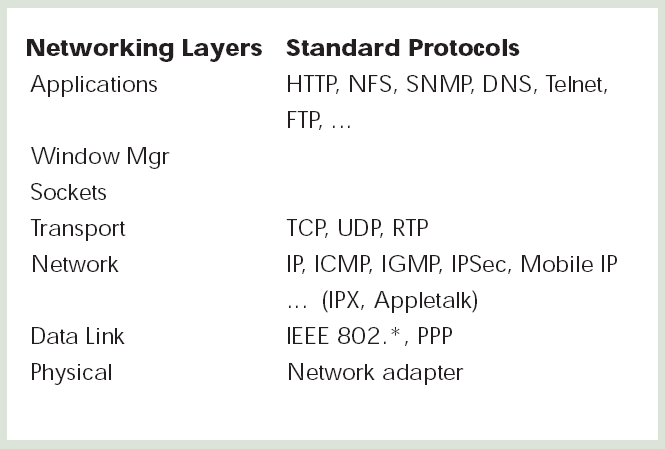 Networking Layers Standard Protocols
Applications HTTP, NFS, SNMP, DNS, Telnet,
FTP, ...
Window Mgr
Sockets
Transport TCP, UDP, RTP
Network IP, ICMP, IGMP, IPSec, Mobile IP
... (IPX, Appletalk)
Data Link IEEE 802.*, PPP
Physical Network adapter